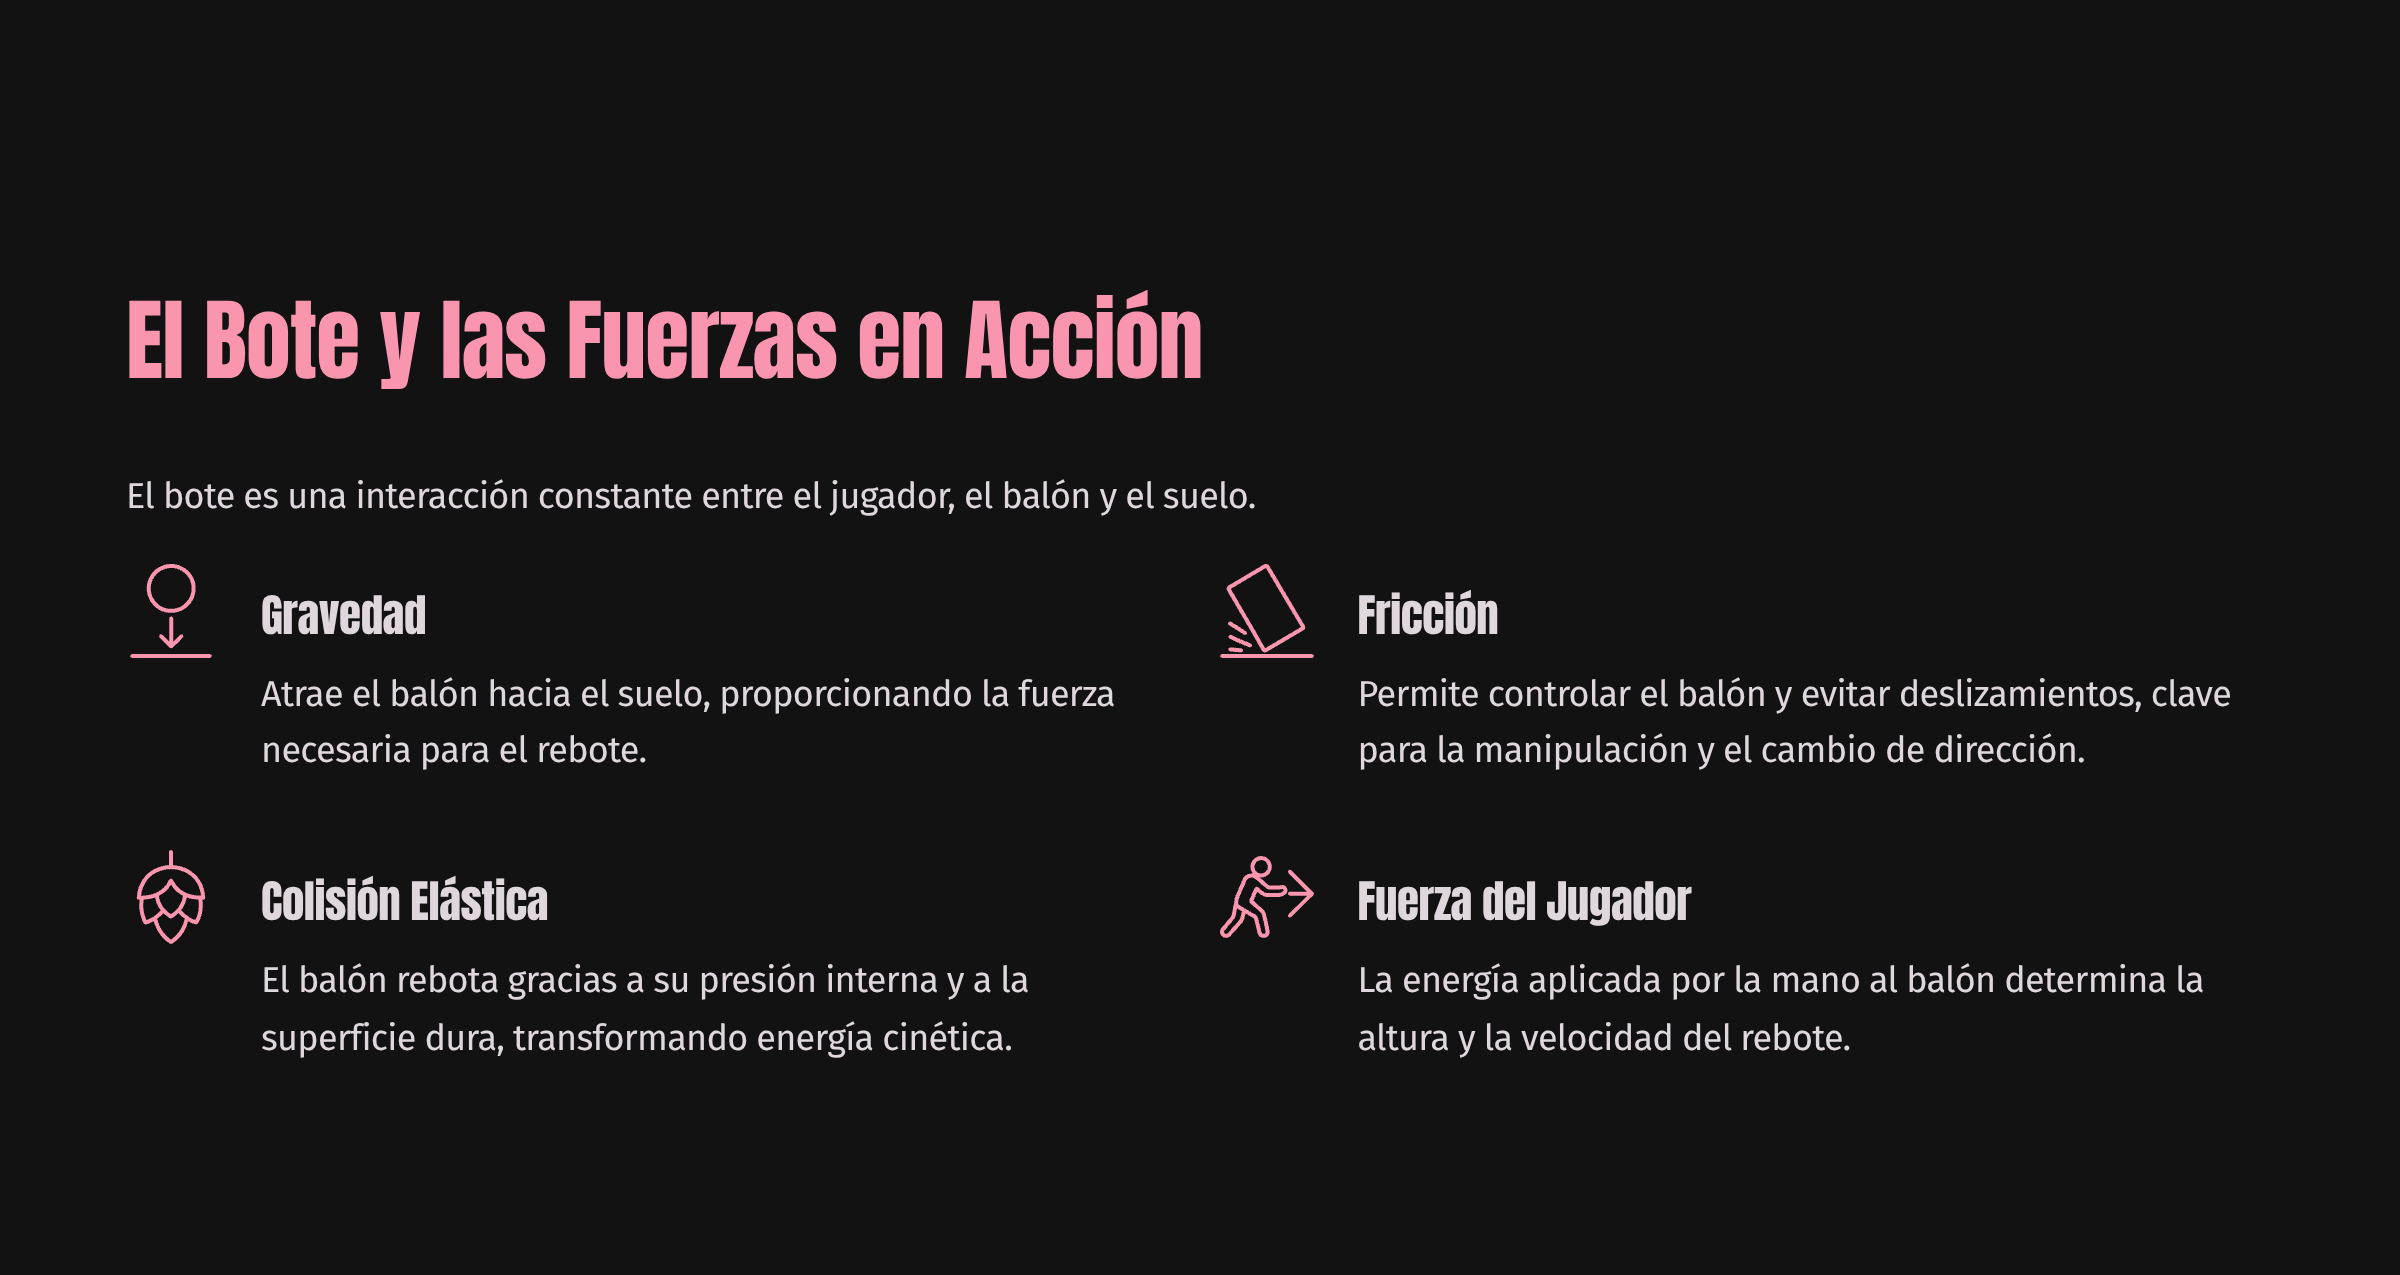 El Bote y las Fuerzas en Acción
El bote es una interacción constante entre el jugador, el balón y el suelo.
Gravedad
Atrae el balón hacia el suelo, proporcionando la fuerza
necesaria para el rebote.
Fricción
Permite controlar el balón y evitar deslizamientos, clave
para la manipulación y el cambio de dirección.
Colisión Elástica
El balón rebota gracias a su presión interna y a la
superficie dura, transformando energía cinética.
Fuerza del Jugador
La energía aplicada por la mano al balón determina la
altura y la velocidad del rebote.